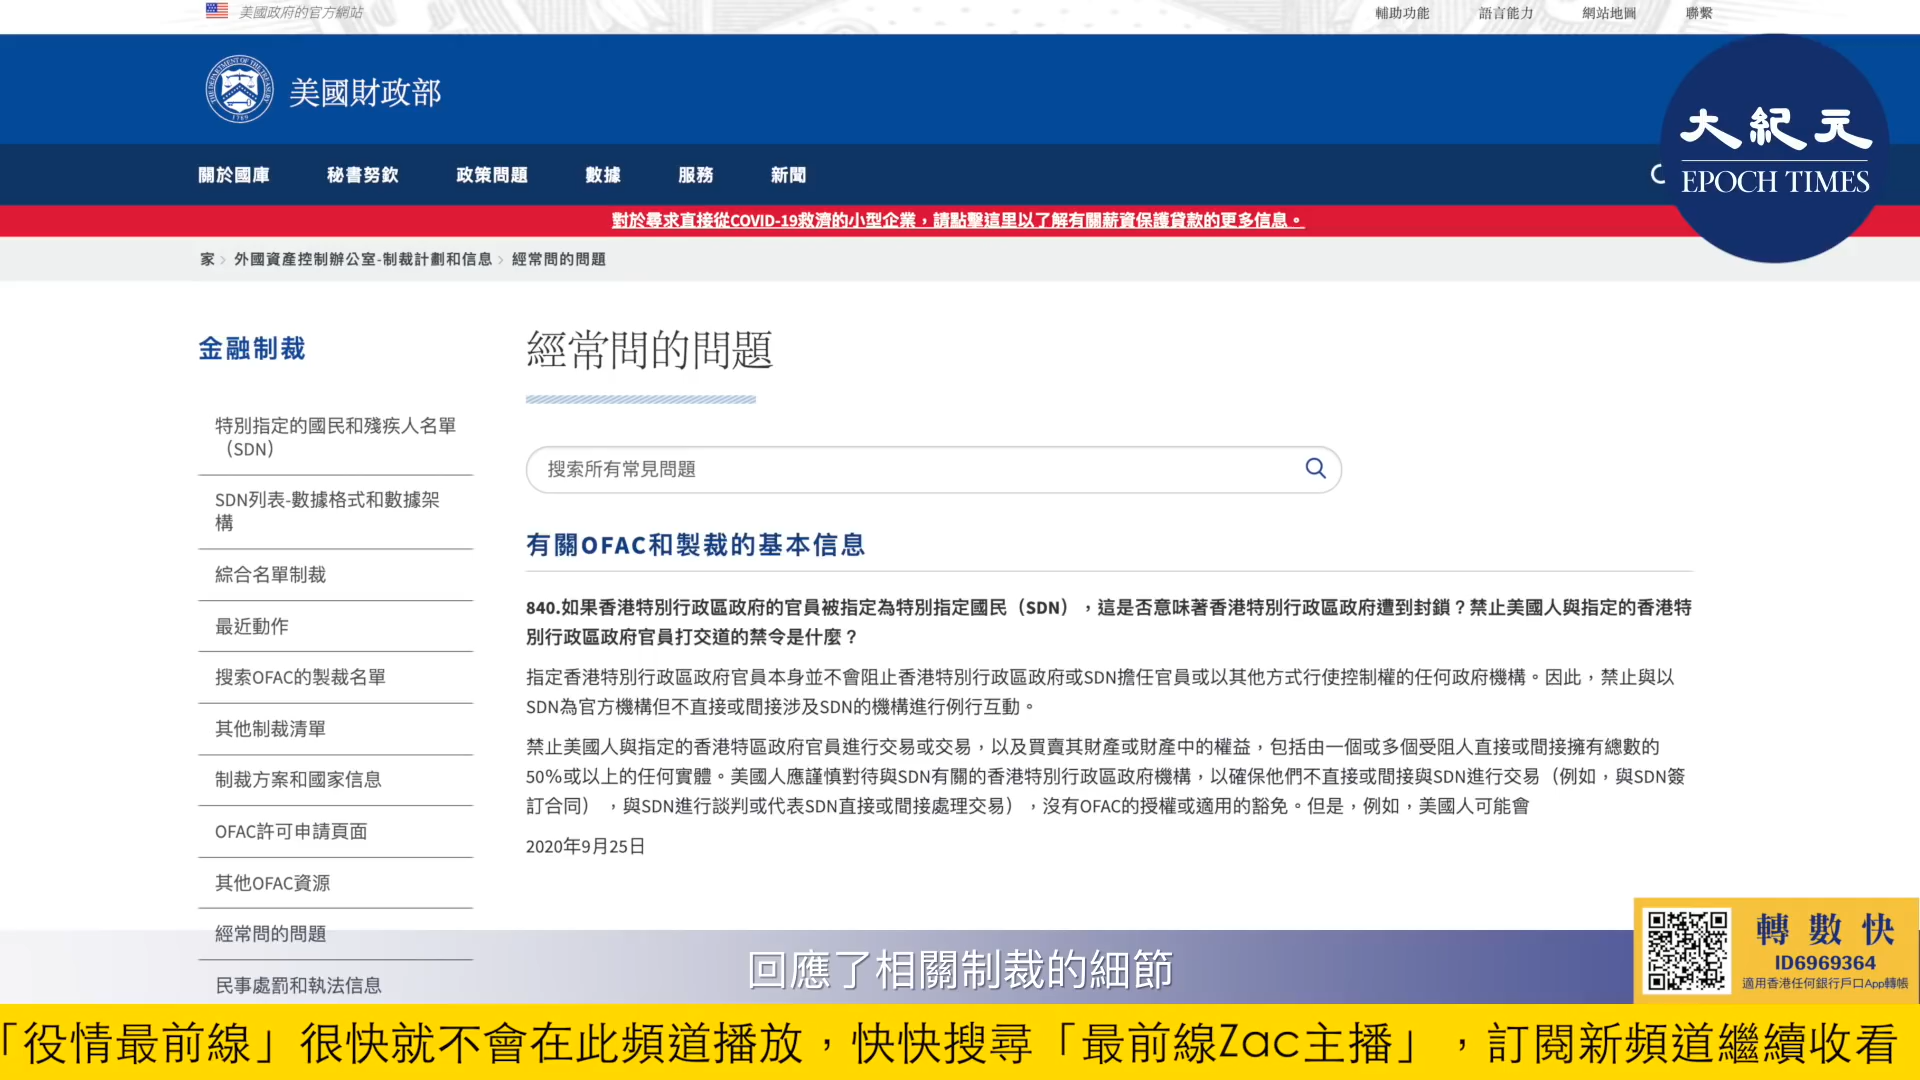 美國政府的官方網站
輔助功能 語言能力 網站地圖 聯繫
美國財政部
大紀元
EPOCH TIMES
關於國庫 秘書努欽 政策問題 數據 服務 新聞
對於尋求直接從COVID-19救濟的小型企業，請點擊這里以了解有關薪資保護貸款的更多信息。
家 > 外國資產控制辦公室-制裁計劃和信息 > 經常問的問題
金融制裁
特別指定的國民和殘疾人名單
（SDN）
SDN列表-數據格式和數據架
構
綜合名單制裁
最近動作
搜索OFAC的製裁名單
其他制裁清單
制裁方案和國家信息
OFAC許可申請頁面
其他OFAC資源
經常問的問題
民事處罰和執法信息
經常問的問題
搜索所有常見問題
有關OFAC和製裁的基本信息
840.如果香港特別行政區政府的官員被指定為特別指定國民（SDN），這是否意味著香港特別行政區政府遭到封鎖？禁止美國人與指定的香港特
別行政區政府官員打交道的禁令是什麼？
指定香港特別行政區政府官員本身並不會阻止香港特別行政區政府或SDN擔任官員或以其他方式行使控制權的任何政府機構。因此，禁止與以
SDN為官方機構但不直接或間接涉及SDN的機構進行例行互動。
禁止美國人與指定的香港特區政府官員進行交易或交易，以及買賣其財產或財產中的權益，包括由一個或多個受阻人直接或間接擁有總數的
50％或以上的任何實體。美國人應謹慎對待與SDN有關的香港特別行政區政府機構，以確保他們不直接或間接與SDN進行交易（例如，與SDN簽
訂合同），與SDN進行談判或代表SDN直接或間接處理交易），沒有OFAC的授權或適用的豁免。但是，例如，美國人可能會
2020年9月25日
回應了相關制裁的細節
轉數快
ID6969364
適用香港任何銀行戶口App轉帳
「役情最前線」很快就不會在此頻道播放，快快搜尋「最前線Zac主播」，訂閱新頻道繼續收看